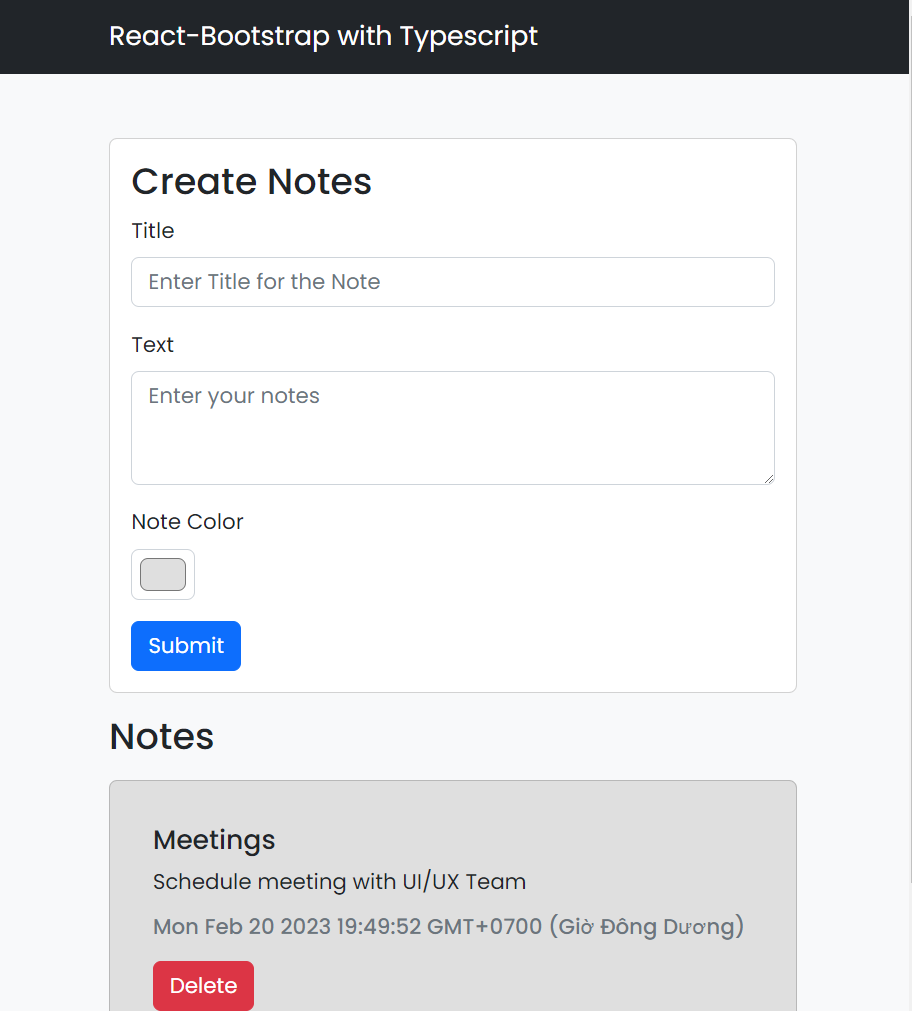 React-Bootstrap with Typescript
Create Notes
Title
Enter Title for the Note
Text
Enter your notes
Note Color
Submit
Notes
Meetings
Schedule meeting with UI/UX Team
Mon Feb 20 2023 19:49:52 GMT+0700 (Giờ Đông Dương)
Delete